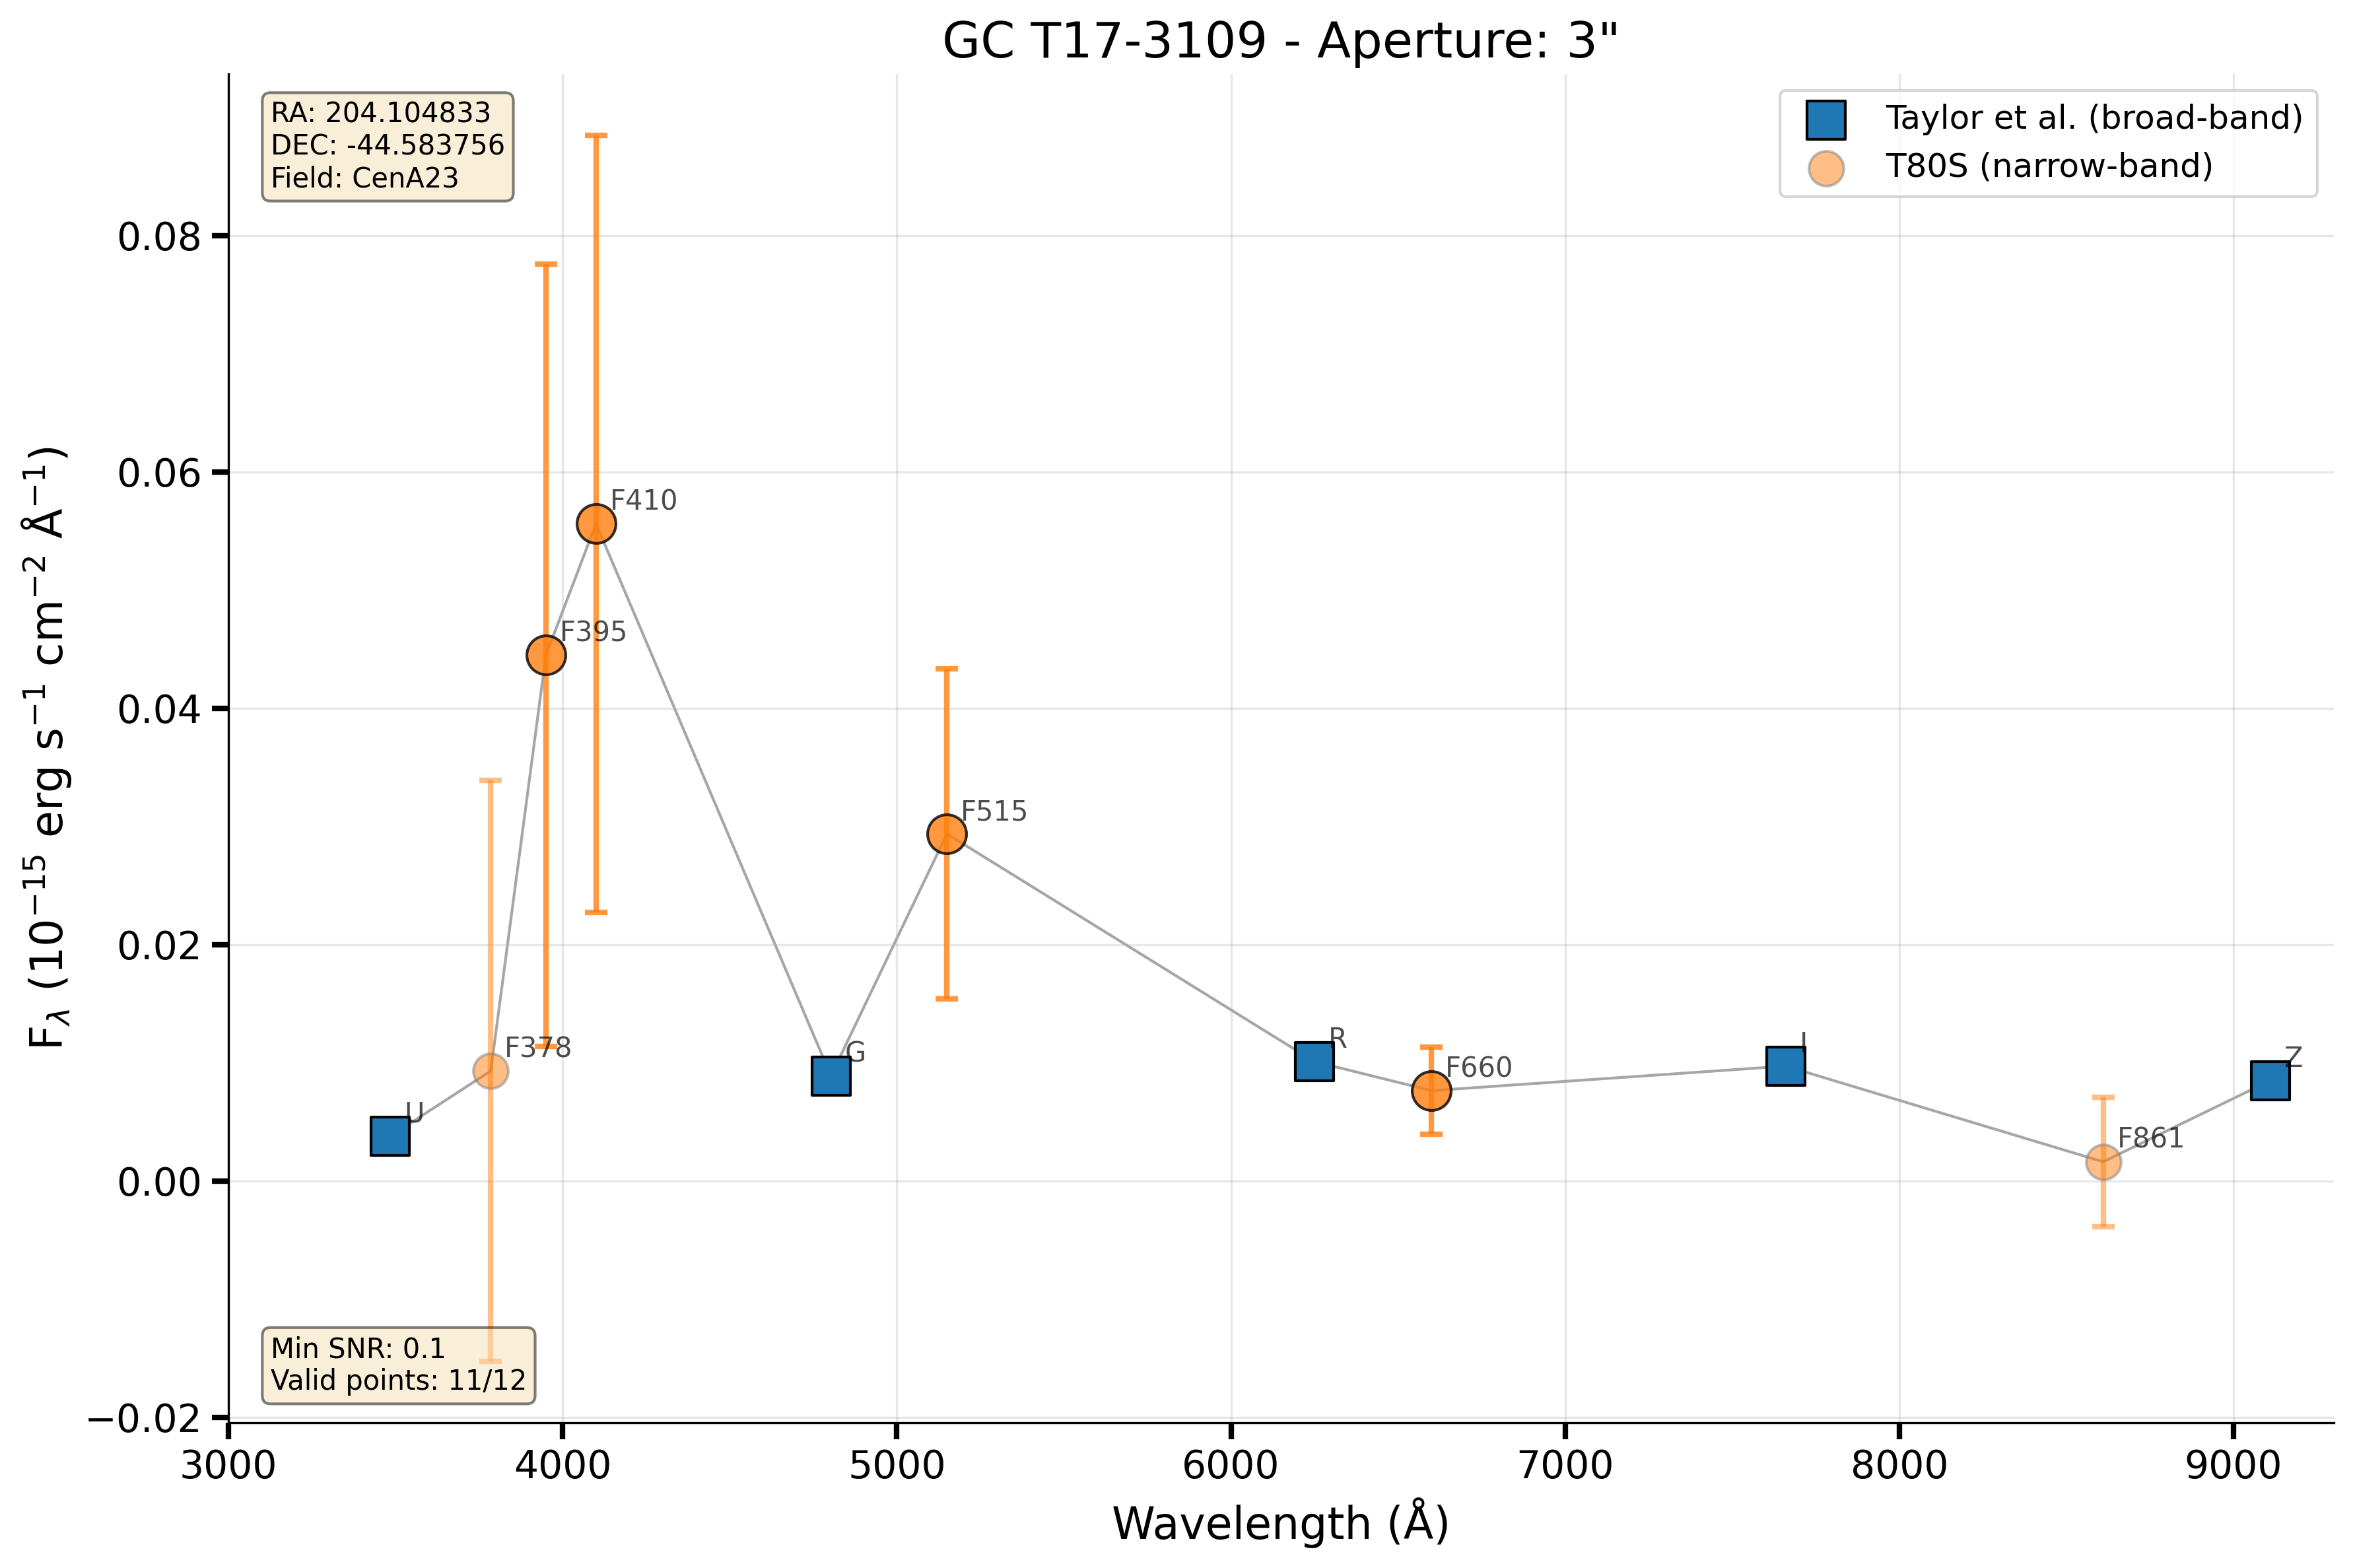 GC T17-3109 - Aperture: 3"
RA: 204.104833
DEC: -44.583756
Field: CenA23
Taylor et al. (broad-band)
T80S (narrow-band)
F$_{\lambda}$ (10$^{-15}$ erg s$^{-1}$ cm$^{-2}$ Å$^{-1}$)
0.08
0.06
0.04
0.02
0.00
−0.02
F410
F395
F515
F378
U
G
R
F660
I
F861
Z
Min SNR: 0.1
Valid points: 11/12
3000 4000 5000 6000 7000 8000 9000
Wavelength (Å)